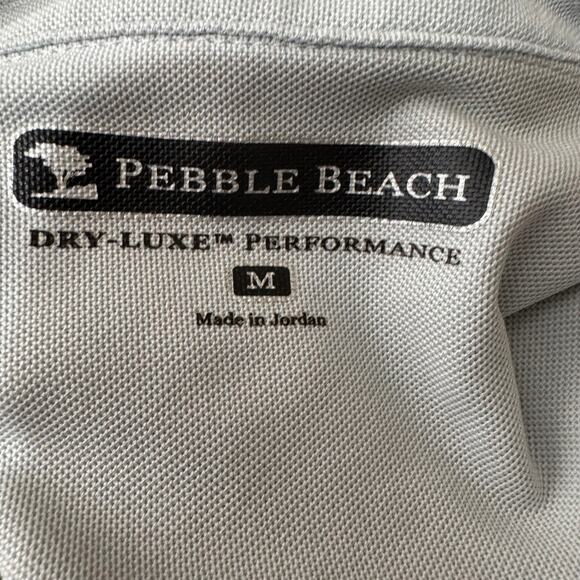 PEBBLE BEACH
DRY-LUXE™ PERFORMANCE
M
Made in Jordan